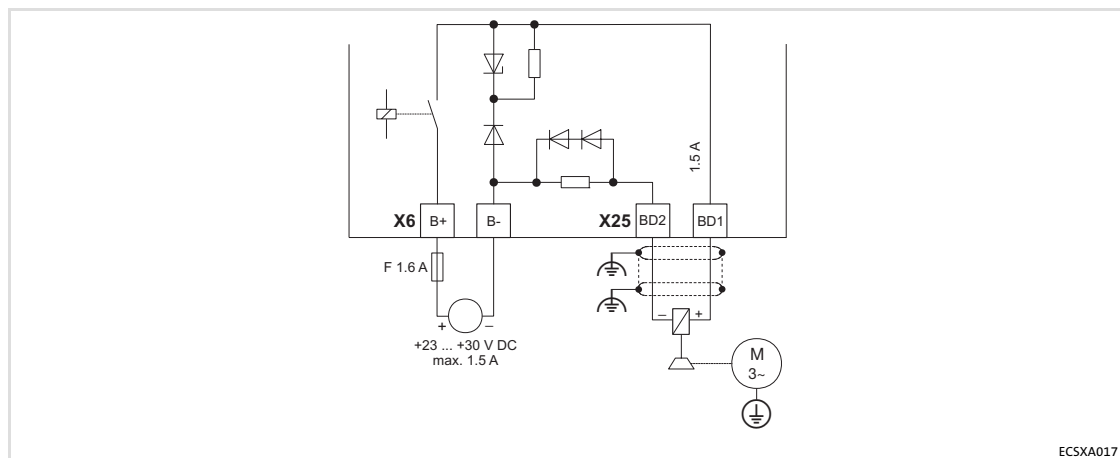 1.5 A
X6 B+ B- X25 BD2 BD1
F 1.6 A
+ – – +
+23 ... +30 V DC
max. 1.5 A
M
3~
ECSXA017